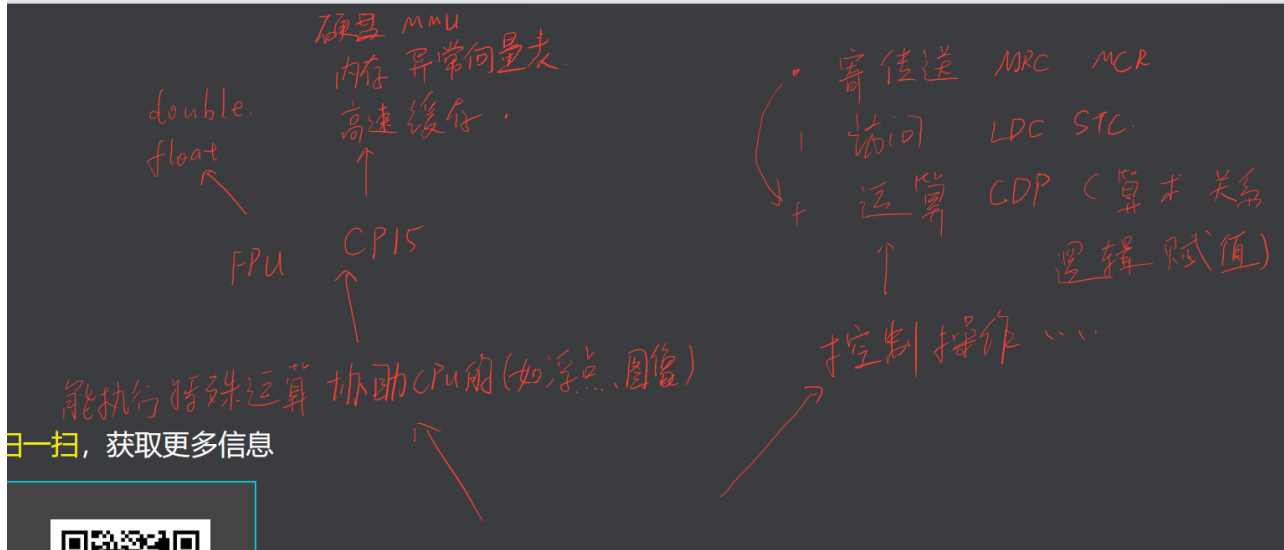 硬盘 MMU
内存 异常向量表.
高速缓存.
double.
float
FPU
CP15
能执行特殊运算 协助CPU的(如浮点、图像)
· 寄传送 MRC MCR
访问 LDC STC.
+ 运算 CDP (算术 关系
逻辑 赋值)
控制操作 ......
扫一扫，获取更多信息